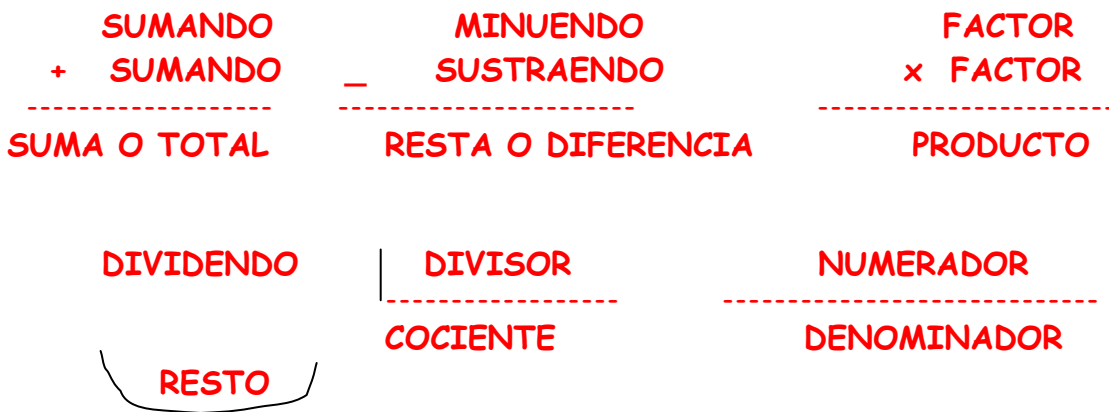 SUMANDO MINUENDO FACTOR
+ SUMANDO _ SUSTRAENDO x FACTOR
------------------- ----------------------- -----------------------
SUMA O TOTAL RESTA O DIFERENCIA PRODUCTO
DIVIDENDO | DIVISOR NUMERADOR
------------------ -----------------------------
COCIENTE DENOMINADOR
RESTO